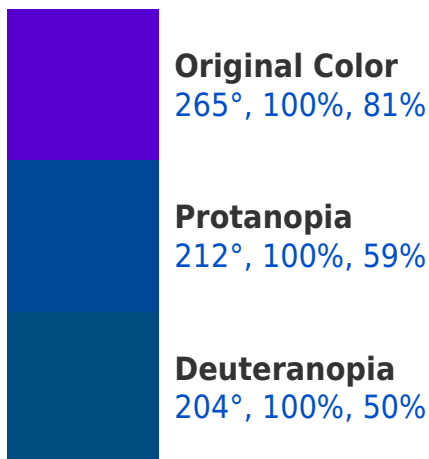 Original Color
265°, 100%, 81%
Protanopia
212°, 100%, 59%
Deuteranopia
204°, 100%, 50%